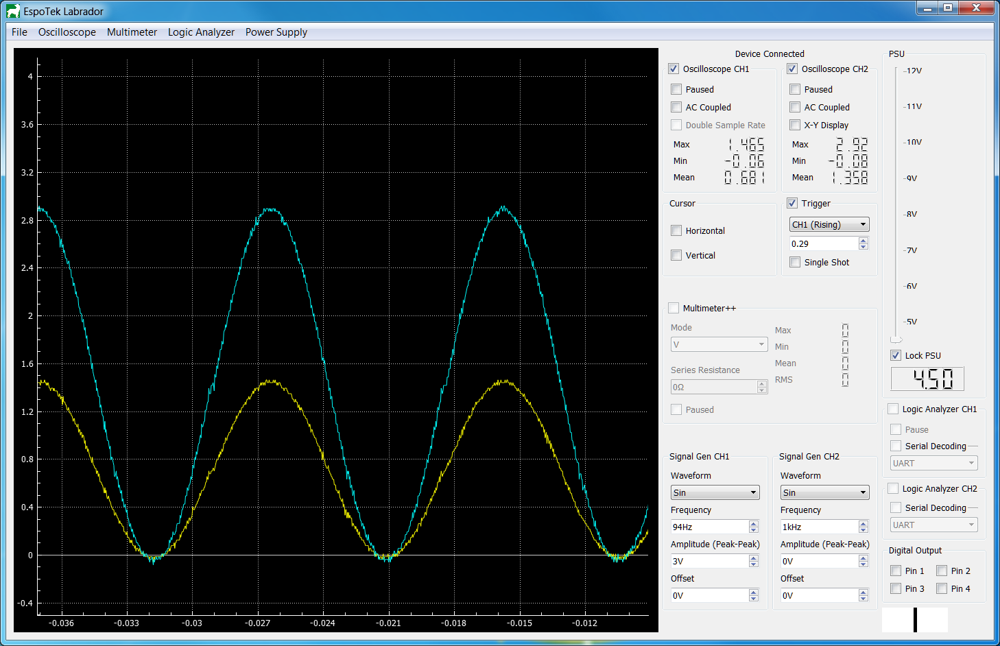 EspoTek Labrador
File Oscilloscope Multimeter Logic Analyzer Power Supply
4
3.6
3.2
2.8
2.4
2
1.6
1.2
0.8
0.4
0
-0.4
-0.036 -0.033 -0.03 -0.027 -0.024 -0.021 -0.018 -0.015 -0.012
Device Connected
Oscilloscope CH1
Paused
AC Coupled
Double Sample Rate
Max 1.465
Min -0.06
Mean 0.681
Oscilloscope CH2
Paused
AC Coupled
X-Y Display
Max 2.92
Min -0.08
Mean 1.358
Cursor
Horizontal
Vertical
Trigger
CH1 (Rising)
0.29
Single Shot
Multimeter++
Mode
V
Series Resistance
0Ω
Paused
Max 0
Min 0
Mean 0
RMS 0
Signal Gen CH1
Waveform
Sin
Frequency
94Hz
Amplitude (Peak-Peak)
3V
Offset
0V
Signal Gen CH2
Waveform
Sin
Frequency
1kHz
Amplitude (Peak-Peak)
0V
Offset
0V
PSU
-12V
-11V
-10V
-9V
-8V
-7V
-6V
-5V
Lock PSU
4.50
Logic Analyzer CH1
Pause
Serial Decoding
UART
Logic Analyzer CH2
Serial Decoding
UART
Digital Output
Pin 1 Pin 2
Pin 3 Pin 4